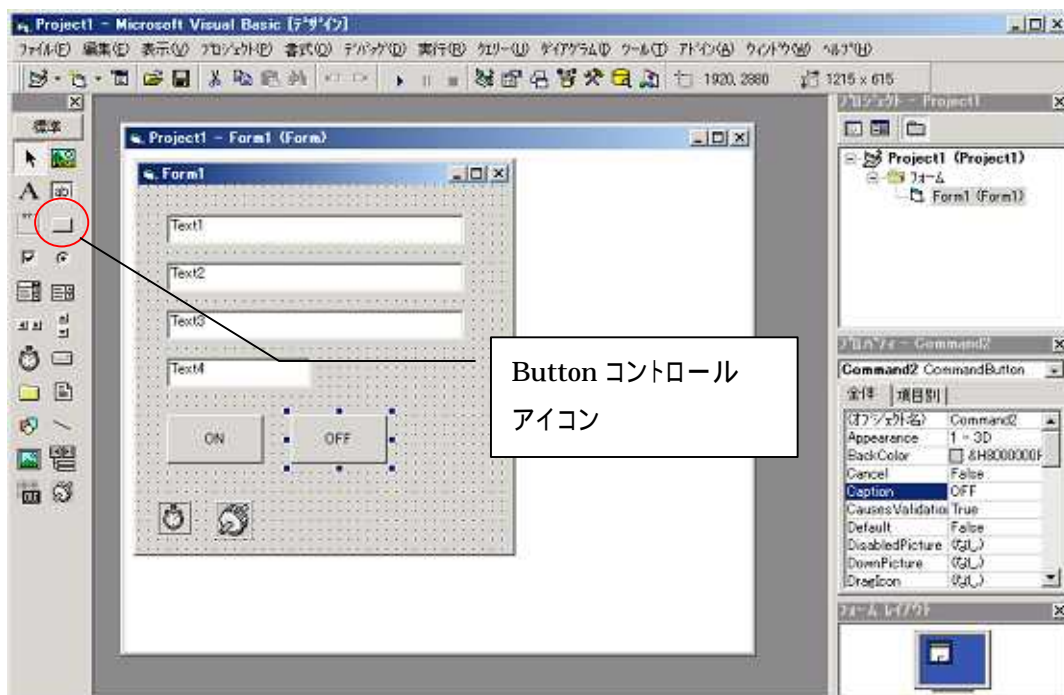 Project1 - Microsoft Visual Basic [ﾃﾞｻﾞｲﾝ]
ﾌｧｲﾙ(F) 編集(E) 表示(V) ﾌﾟﾛｼﾞｪｸﾄ(P) 書式(O) ﾃﾞﾊﾞｯｸﾞ(D) 実行(R) ｸｴﾘｰ(U) ﾀﾞｲｱｸﾞﾗﾑ(I) ﾂｰﾙ(T) ｱﾄﾞｲﾝ(A) ｳｨﾝﾄﾞｳ(W) ﾍﾙﾌﾟ(H)
1920, 2880 1215 x 615
標準
Project1 - Form1 (Form)
Form1
Text1
Text2
Text3
Text4
ON OFF
Button コントロール
アイコン
ﾌﾟﾛｼﾞｪｸﾄ - Project1
Project1 (Project1)
ﾌｫｰﾑ
Form1 (Form1)
ﾌﾟﾛﾊﾟﾃｨ - Command2
Command2 CommandButton
全体 項目別
(ｵﾌﾞｼﾞｪｸﾄ名) Command2
Appearance 1 - 3D
BackColor &H8000000F
Cancel False
Caption OFF
CausesValidatio True
Default False
DisabledPicture (なし)
DownPicture (なし)
DragIcon (なし)
ﾌｫｰﾑ ﾚｲｱｳﾄ